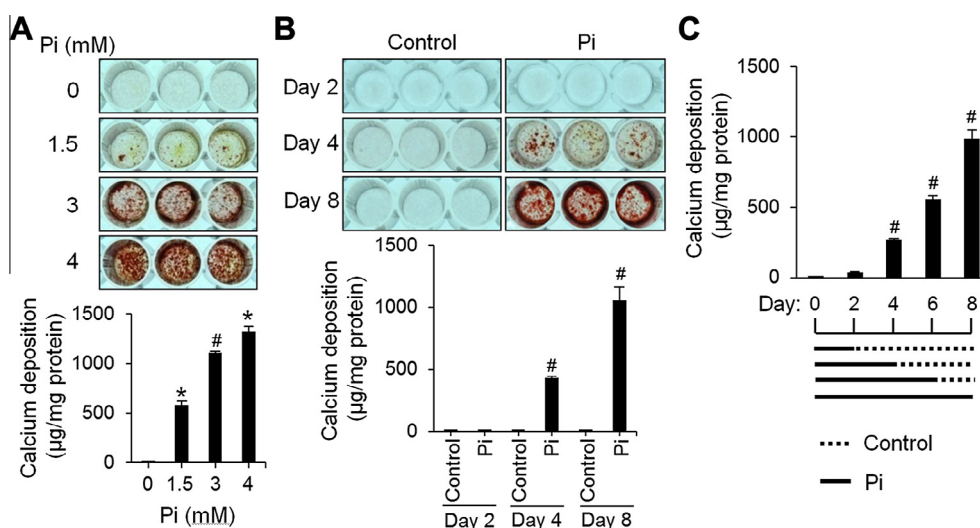 A
Pi (mM)
0
1.5
3
4
Calcium deposition
(µg/mg protein)
1500
1000
500
0
0 1.5 3 4
Pi (mM)
* # *
B
Control Pi
Day 2
Day 4
Day 8
Calcium deposition
(µg/mg protein)
1500
1000
500
0
# #
Control Pi Control Pi Control Pi
Day 2 Day 4 Day 8
C
Calcium deposition
(µg/mg protein)
1500
1000
500
0
# # #
Day: 0 2 4 6 8
Control
Pi